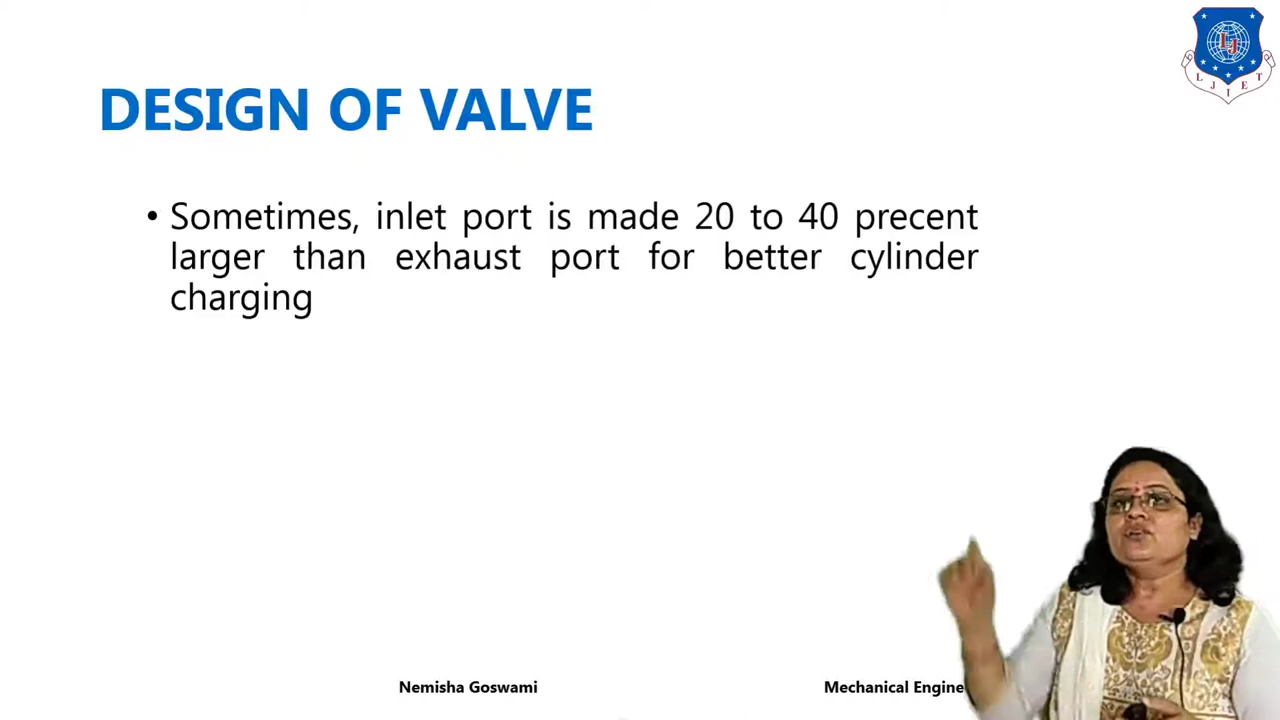 LJIET
DESIGN OF VALVE
• Sometimes, inlet port is made 20 to 40 precent
larger than exhaust port for better cylinder
charging
Nemisha Goswami
Mechanical Engine